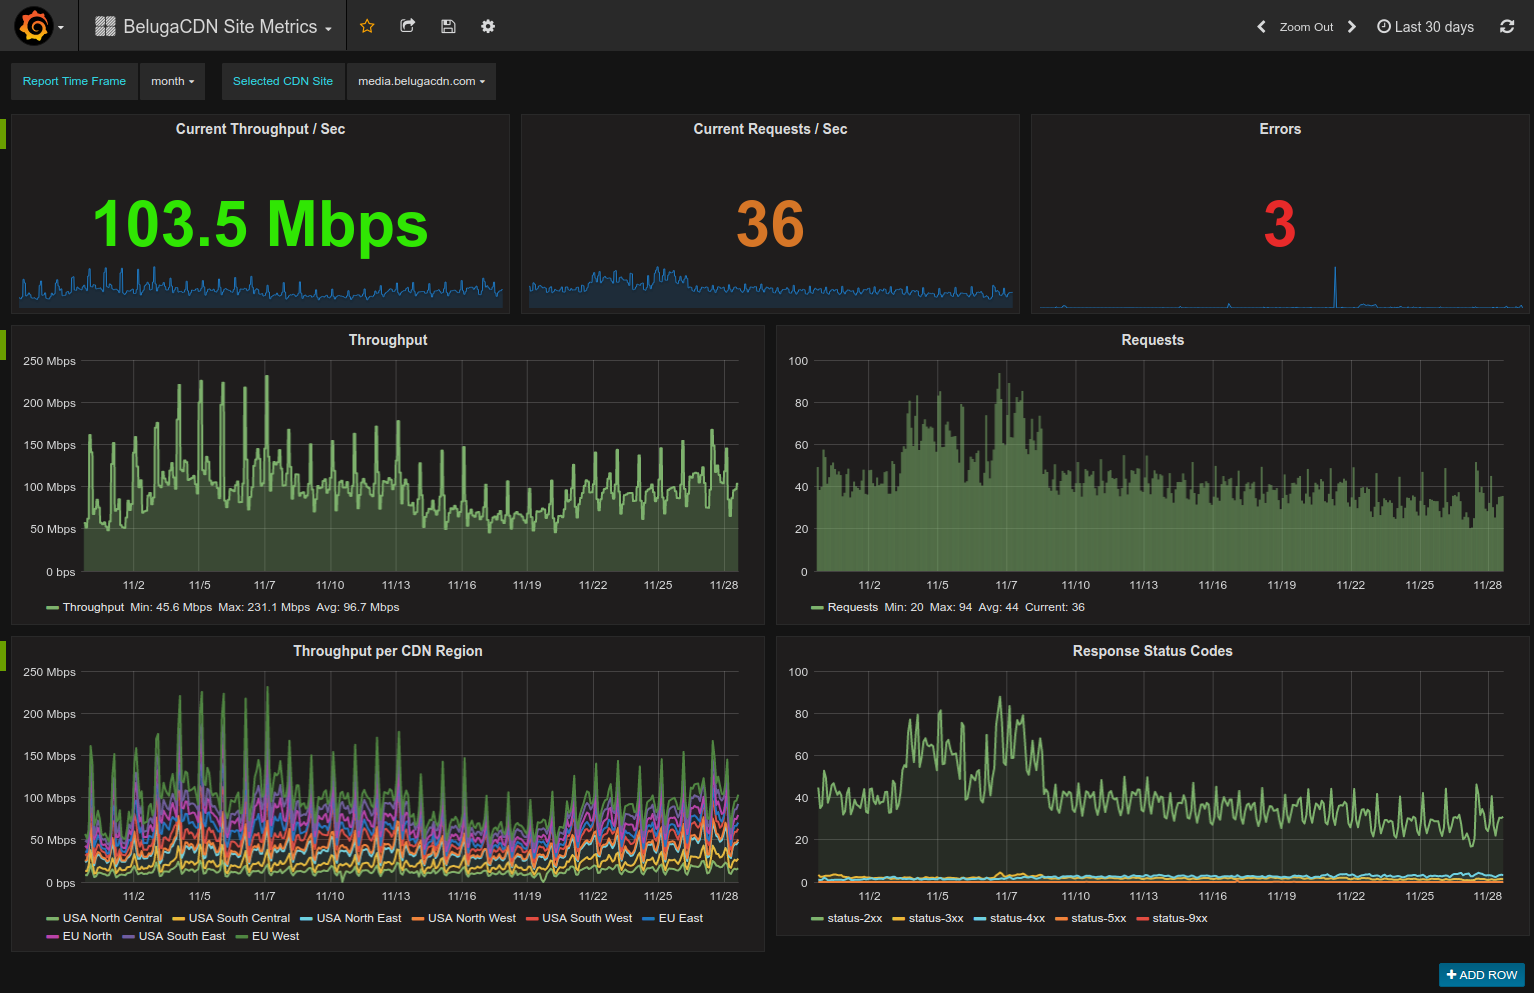 BelugaCDN Site Metrics
Zoom Out
Last 30 days
Report Time Frame month Selected CDN Site media.belugacdn.com
Current Throughput / Sec
103.5 Mbps
Current Requests / Sec
36
Errors
3
Throughput
250 Mbps
200 Mbps
150 Mbps
100 Mbps
50 Mbps
0 bps
11/2 11/5 11/7 11/10 11/13 11/16 11/19 11/22 11/25 11/28
Throughput Min: 45.6 Mbps Max: 231.1 Mbps Avg: 96.7 Mbps
Requests
100
80
60
40
20
0
11/2 11/5 11/7 11/10 11/13 11/16 11/19 11/22 11/25 11/28
Requests Min: 20 Max: 94 Avg: 44 Current: 36
Throughput per CDN Region
250 Mbps
200 Mbps
150 Mbps
100 Mbps
50 Mbps
0 bps
11/2 11/5 11/7 11/10 11/13 11/16 11/19 11/22 11/25 11/28
USA North Central USA South Central USA North East USA North West USA South West EU East
EU North USA South East EU West
Response Status Codes
100
80
60
40
20
0
11/2 11/5 11/7 11/10 11/13 11/16 11/19 11/22 11/25 11/28
status-2xx status-3xx status-4xx status-5xx status-9xx
ADD ROW